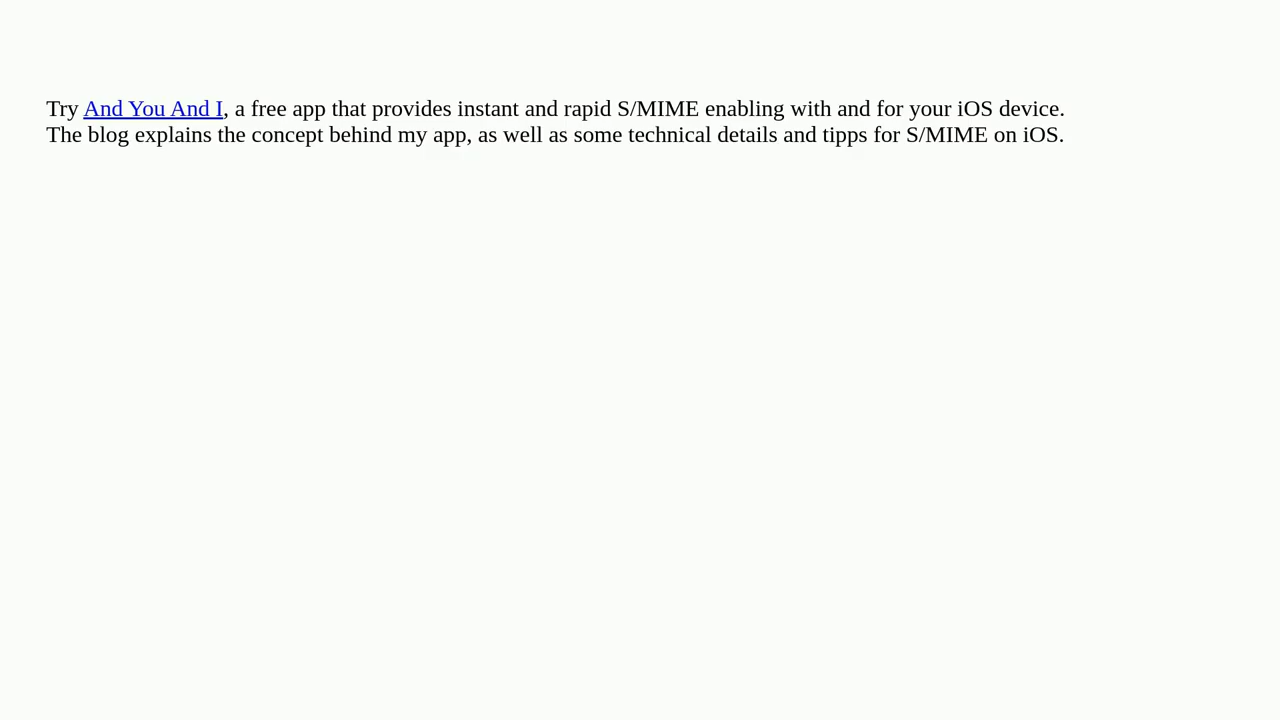 Try And You And I, a free app that provides instant and rapid S/MIME enabling with and for your iOS device.
The blog explains the concept behind my app, as well as some technical details and tipps for S/MIME on iOS.